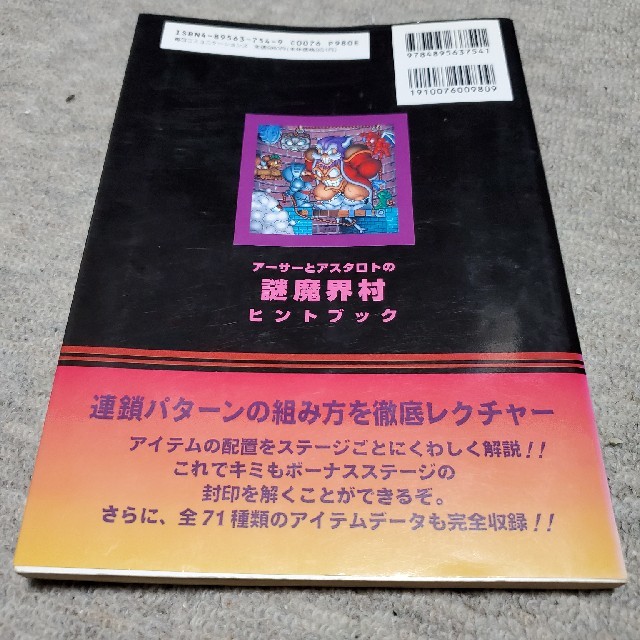 ISBN4-89563-754-9 C0076 P980E
9784895637541
1910076009809
アーサーとアスタロトの
謎魔界村
ヒントブック
連鎖パターンの組み方を徹底レクチャー
アイテムの配置をステージごとにくわしく解説！！
これでキミもボーナスステージの
封印を解くことができるぞ。
さらに、全71種類のアイテムデータも完全収録！！